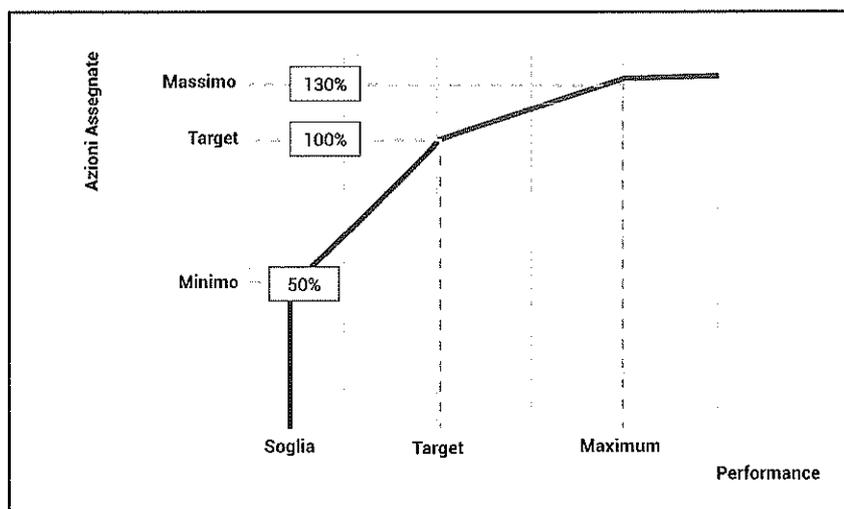 Azioni Assegnate
Massimo 130%
Target 100%
Minimo 50%
Soglia Target Maximum
Performance